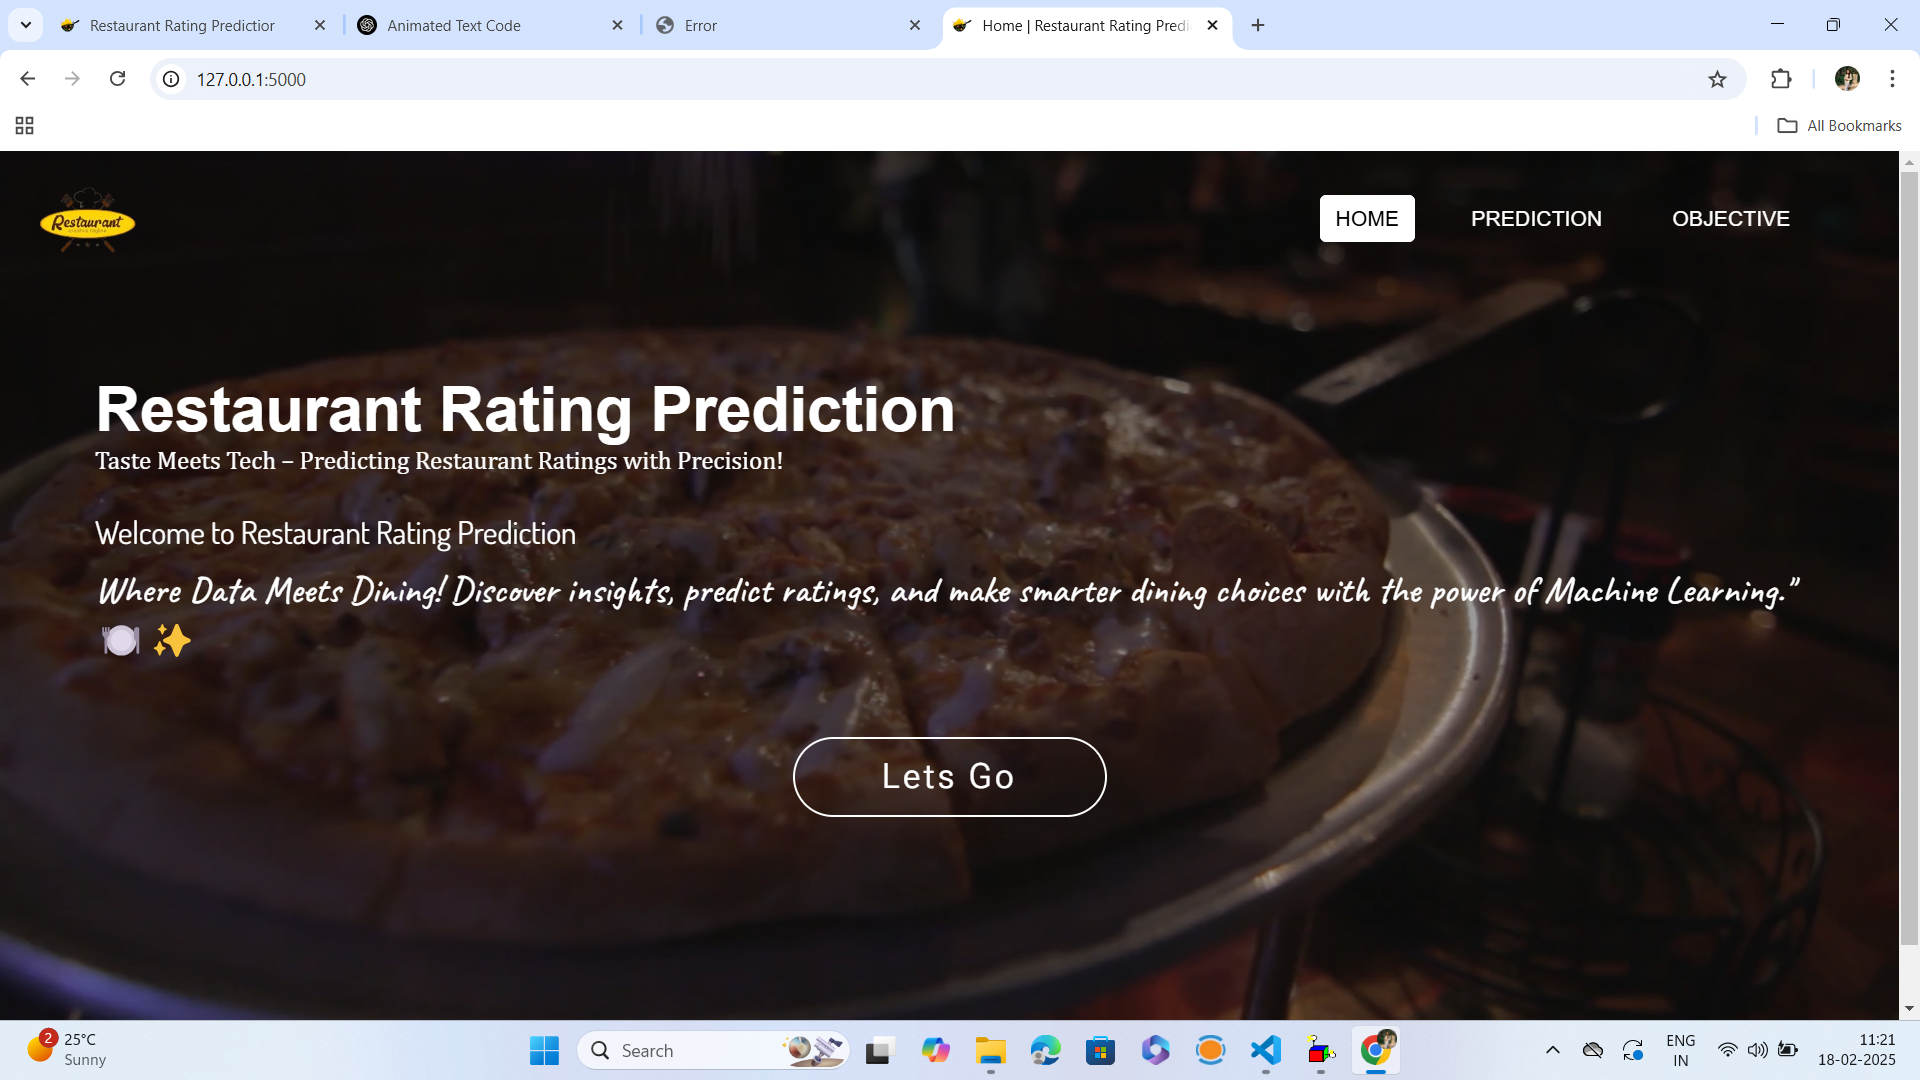 Restaurant Rating Predictior
Animated Text Code
Error
Home | Restaurant Rating Predi
127.0.0.1:5000
All Bookmarks
Restaurant
HOME
PREDICTION
OBJECTIVE
Restaurant Rating Prediction
Taste Meets Tech – Predicting Restaurant Ratings with Precision!
Welcome to Restaurant Rating Prediction
Where Data Meets Dining! Discover insights, predict ratings, and make smarter dining choices with the power of Machine Learning."
🍽️ ✨
Lets Go
2
25°C
Sunny
Search
ENG
IN
11:21
18-02-2025